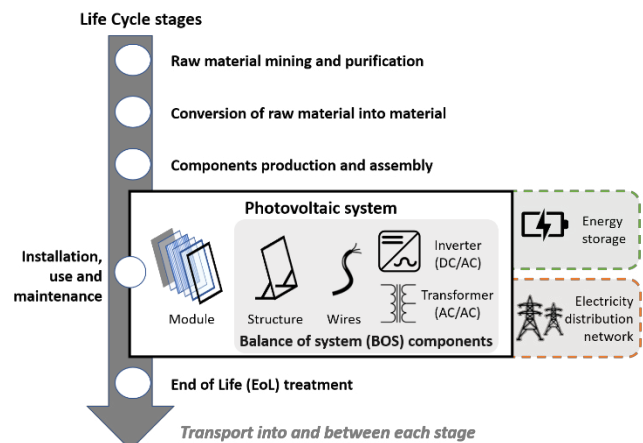 Life Cycle stages
Raw material mining and purification
Conversion of raw material into material
Components production and assembly
Installation,
use and
maintenance
Photovoltaic system
Module
Structure
Wires
Inverter
(DC/AC)
Transformer
(AC/AC)
Balance of system (BOS) components
Energy
storage
Electricity
distribution
network
End of Life (EoL) treatment
Transport into and between each stage